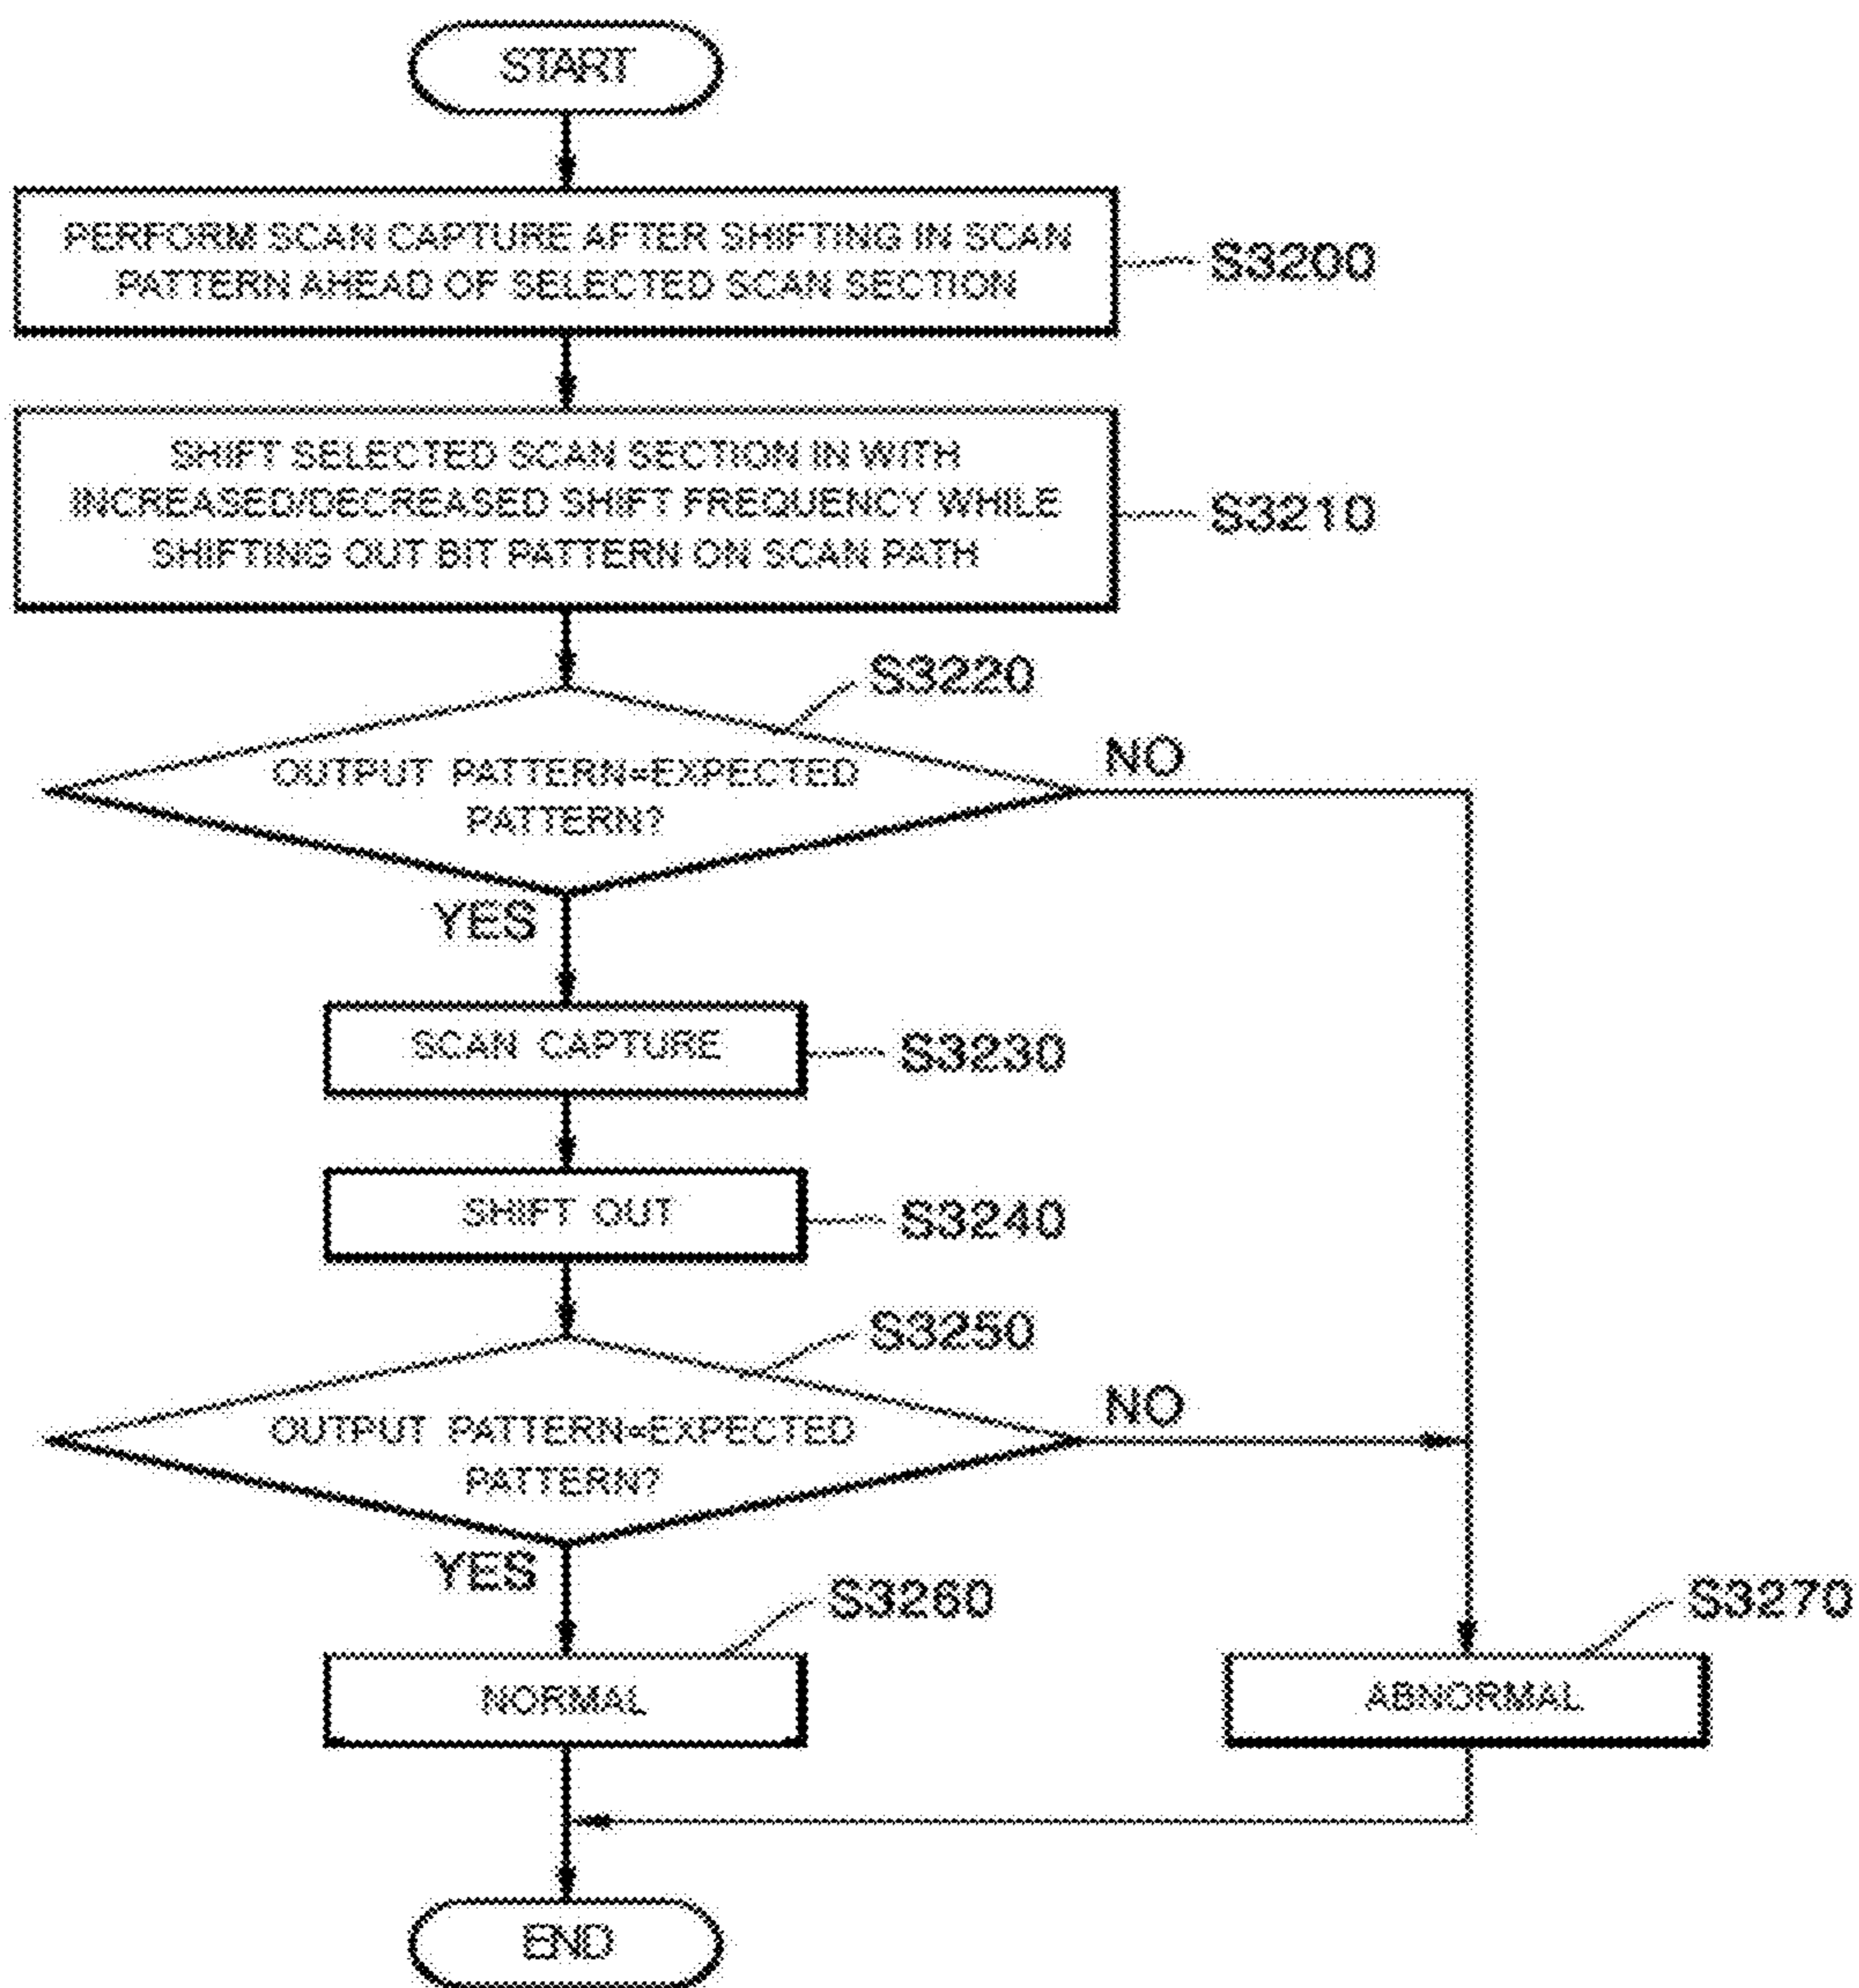 START
PERFORM SCAN CAPTURE AFTER SHIFTING IN SCAN
PATTERN AHEAD OF SELECTED SCAN SECTION
S3200
SHIFT SELECTED SCAN SECTION IN WITH
INCREASED/DECREASED SHIFT FREQUENCY WHILE
SHIFTING OUT BIT PATTERN ON SCAN PATH
S3210
S3220
OUTPUT PATTERN=EXPECTED
PATTERN?
NO
YES
SCAN CAPTURE
S3230
SHIFT OUT
S3240
S3250
OUTPUT PATTERN=EXPECTED
PATTERN?
NO
YES
S3260
NORMAL
S3270
ABNORMAL
END